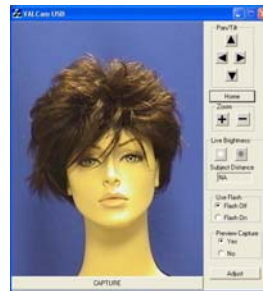 VALCam USB
Pan/Tilt
Home
Zoom
Live Brightness
Subject Distance
NA
Use Flash
Flash Off
Flash On
Preview Capture
Yes
No
Adjust
CAPTURE